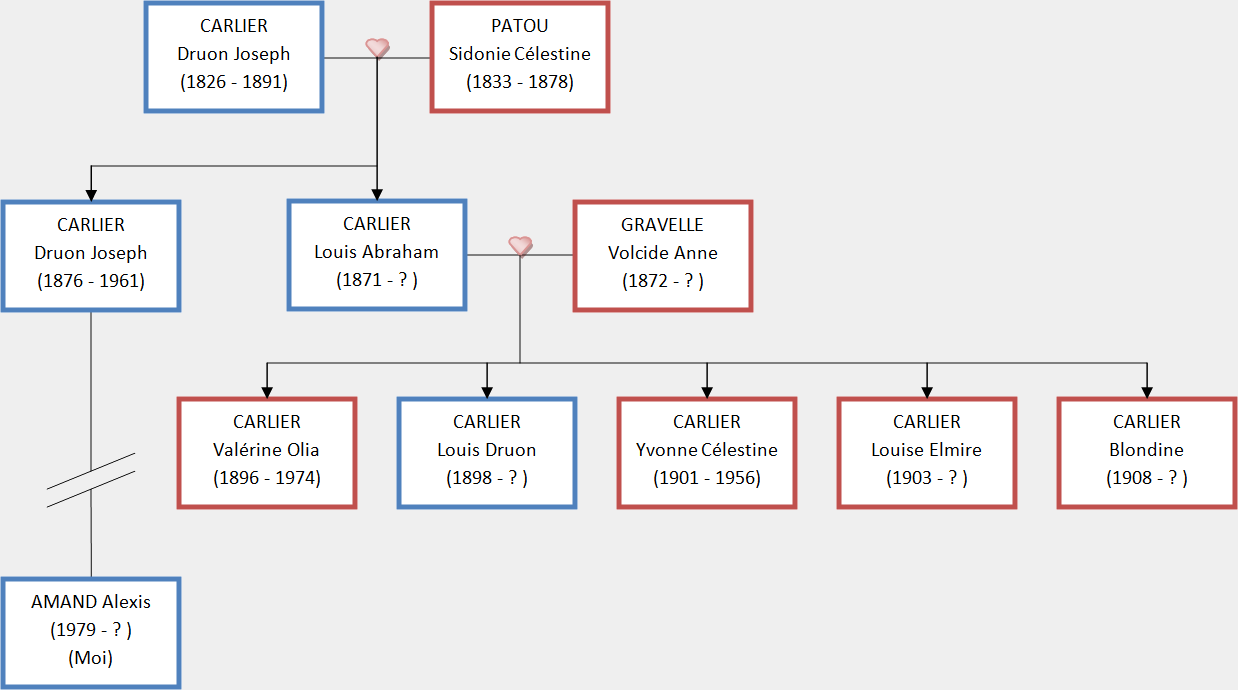 CARLIER
Druon Joseph
(1826 - 1891)
PATOU
Sidonie Célestine
(1833 - 1878)
CARLIER
Druon Joseph
(1876 - 1961)
CARLIER
Louis Abraham
(1871 - ? )
GRAVELLE
Volcide Anne
(1872 - ? )
CARLIER
Valérine Olia
(1896 - 1974)
CARLIER
Louis Druon
(1898 - ? )
CARLIER
Yvonne Célestine
(1901 - 1956)
CARLIER
Louise Elmire
(1903 - ? )
CARLIER
Blondine
(1908 - ? )
AMAND Alexis
(1979 - ? )
(Moi)